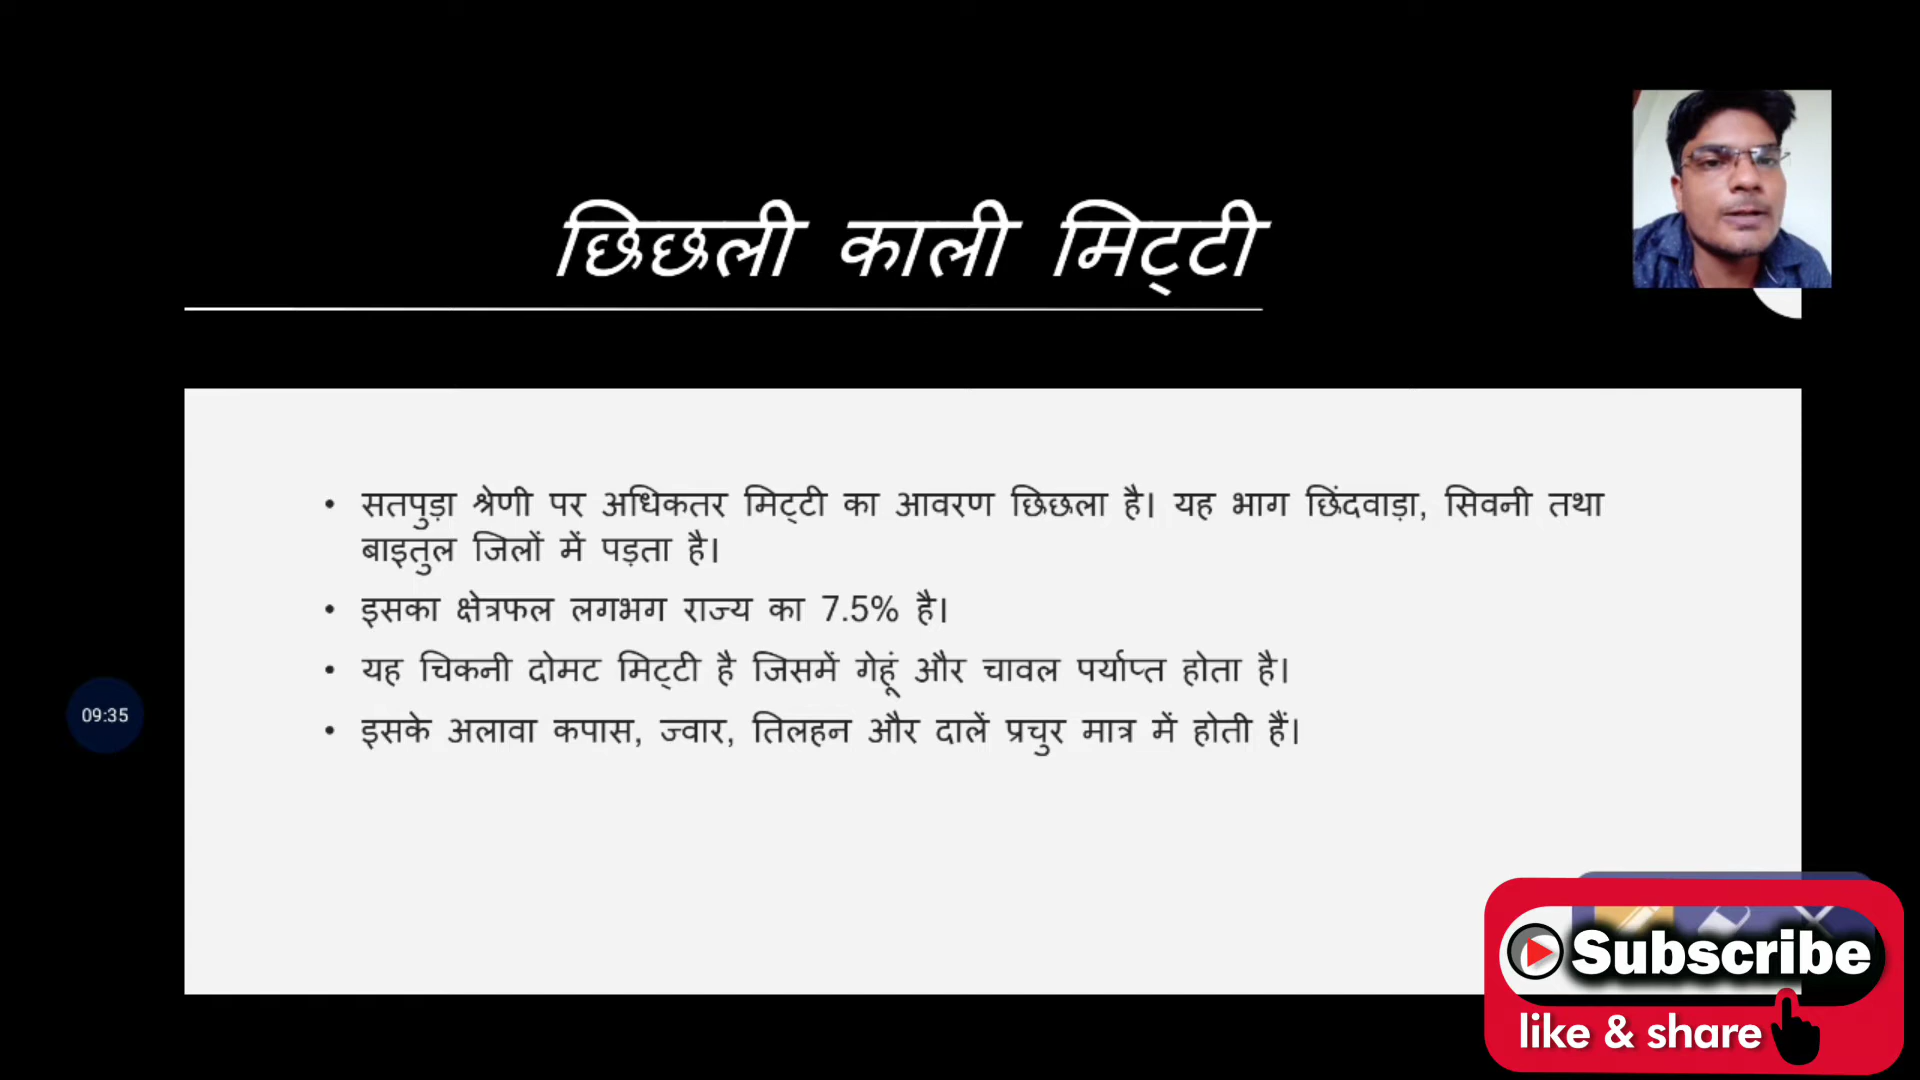 छिछली काली मिट्टी
• सतपुड़ा श्रेणी पर अधिकतर मिट्टी का आवरण छिछला है। यह भाग छिंदवाड़ा, सिवनी तथा
बाइतुल जिलों में पड़ता है।
• इसका क्षेत्रफल लगभग राज्य का 7.5% है।
• यह चिकनी दोमट मिट्टी है जिसमें गेहूं और चावल पर्याप्त होता है।
• इसके अलावा कपास, ज्वार, तिलहन और दालें प्रचुर मात्र में होती हैं।
09:35
Subscribe
like & share